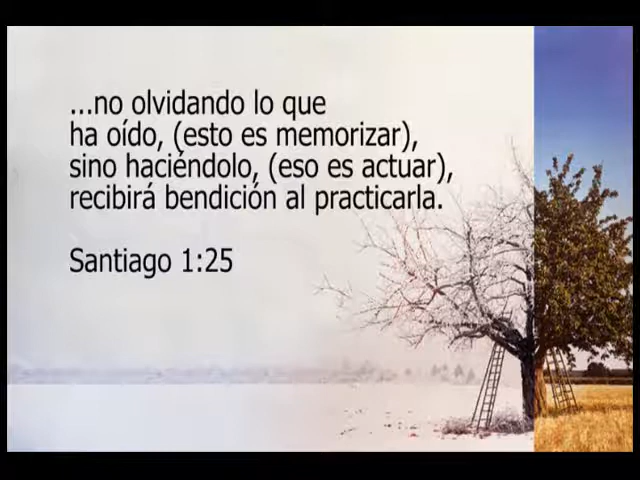 ...no olvidando lo que
ha oído, (esto es memorizar),
sino haciéndolo, (eso es actuar),
recibirá bendición al practicarla.
Santiago 1:25